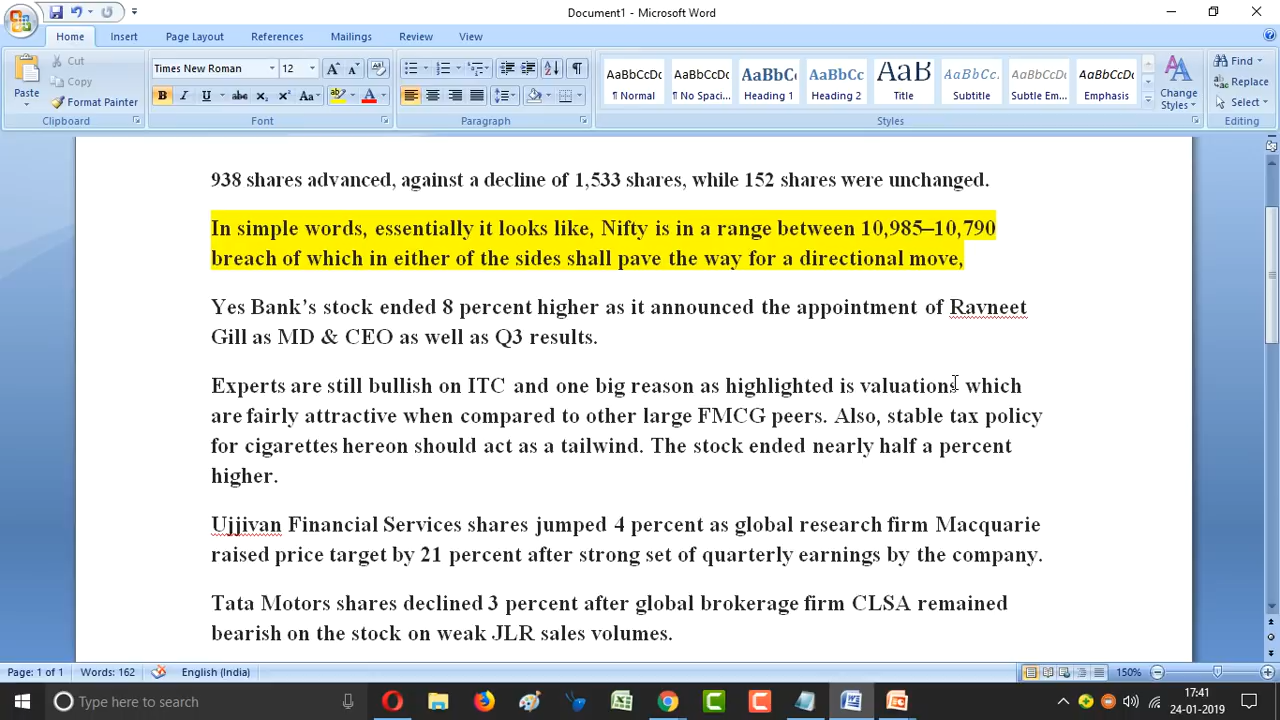 Document1 - Microsoft Word
Home Insert Page Layout References Mailings Review View
Paste
Cut
Copy
Format Painter
Clipboard
Times New Roman 12
B I U abc x₂ x² Aa
Font
Paragraph
AaBbCcDc AaBbCcDc AaBbC AaBbCc AaB AaBbCc. AaBbCcDc AaBbCcDc
¶ Normal ¶ No Spaci... Heading 1 Heading 2 Title Subtitle Subtle Em... Emphasis
Change
Styles
Styles
Find
Replace
Select
Editing
938 shares advanced, against a decline of 1,533 shares, while 152 shares were unchanged.
In simple words, essentially it looks like, Nifty is in a range between 10,985–10,790
breach of which in either of the sides shall pave the way for a directional move,
Yes Bank’s stock ended 8 percent higher as it announced the appointment of Ravneet
Gill as MD & CEO as well as Q3 results.
Experts are still bullish on ITC and one big reason as highlighted is valuations which
are fairly attractive when compared to other large FMCG peers. Also, stable tax policy
for cigarettes hereon should act as a tailwind. The stock ended nearly half a percent
higher.
Ujjivan Financial Services shares jumped 4 percent as global research firm Macquarie
raised price target by 21 percent after strong set of quarterly earnings by the company.
Tata Motors shares declined 3 percent after global brokerage firm CLSA remained
bearish on the stock on weak JLR sales volumes.
Page: 1 of 1 Words: 162 English (India) 150%
Type here to search
17:41
24-01-2019